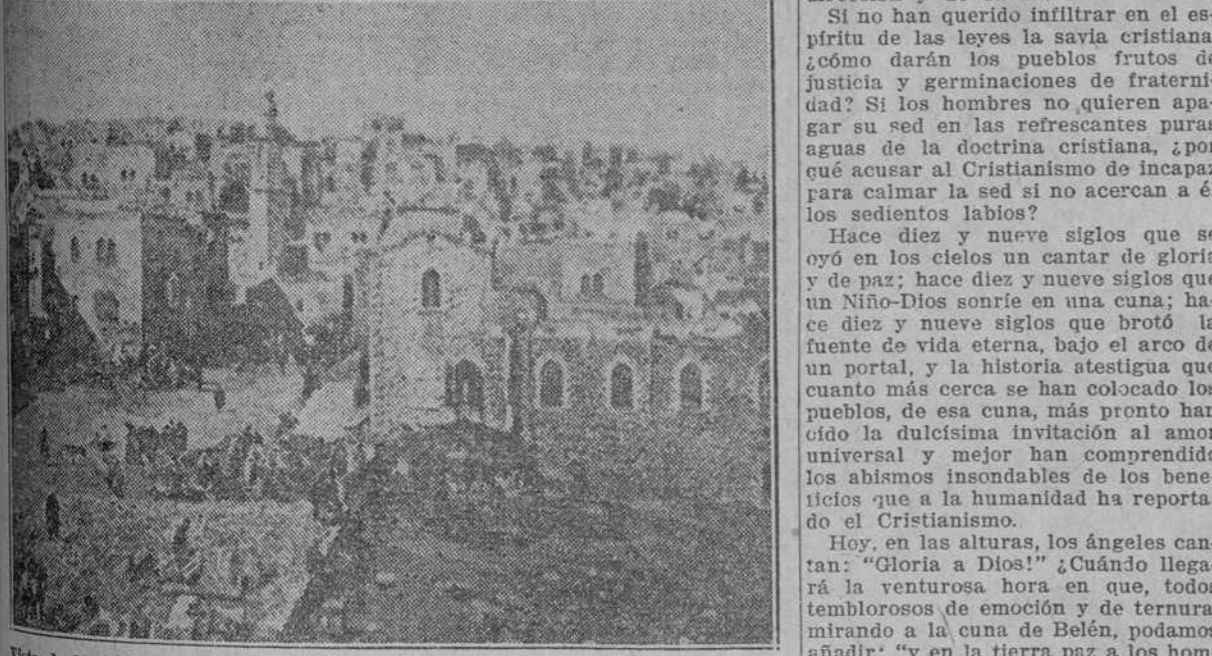 Si no han querido infiltrar en el es-
píritu de las leyes la savia cristiana
¿cómo darán los pueblos frutos de
justicia y germinaciones de fraterni-
dad? Si los hombres no quieren apa-
gar su sed en las refrescantes puras
aguas de la doctrina cristiana, ¿por
qué acusar al Cristianismo de incapaz
para calmar la sed si no acercan a él
los sedientos labios?
Hace diez y nueve siglos que se
oyó en los cielos un cantar de gloria
y de paz; hace diez y nueve siglos que
un Niño-Dios sonríe en una cuna; ha-
ce diez y nueve siglos que brotó la
fuente de vida eterna, bajo el arco de
un portal, y la historia atestigua que
cuanto más cerca se han colocado los
pueblos, de esa cuna, más pronto han
oído la dulcísima invitación al amor
universal y mejor han comprendido
los abismos insondables de los bene-
ficios que a la humanidad ha reporta-
do el Cristianismo.
Hoy, en las alturas, los ángeles can-
tan: "Gloria a Dios!" ¿Cuándo llega-
rá la venturosa hora en que, todos
temblorosos de emoción y de ternura
mirando a la cuna de Belén, podamos
añadir: "y en la tierra paz a los hom-